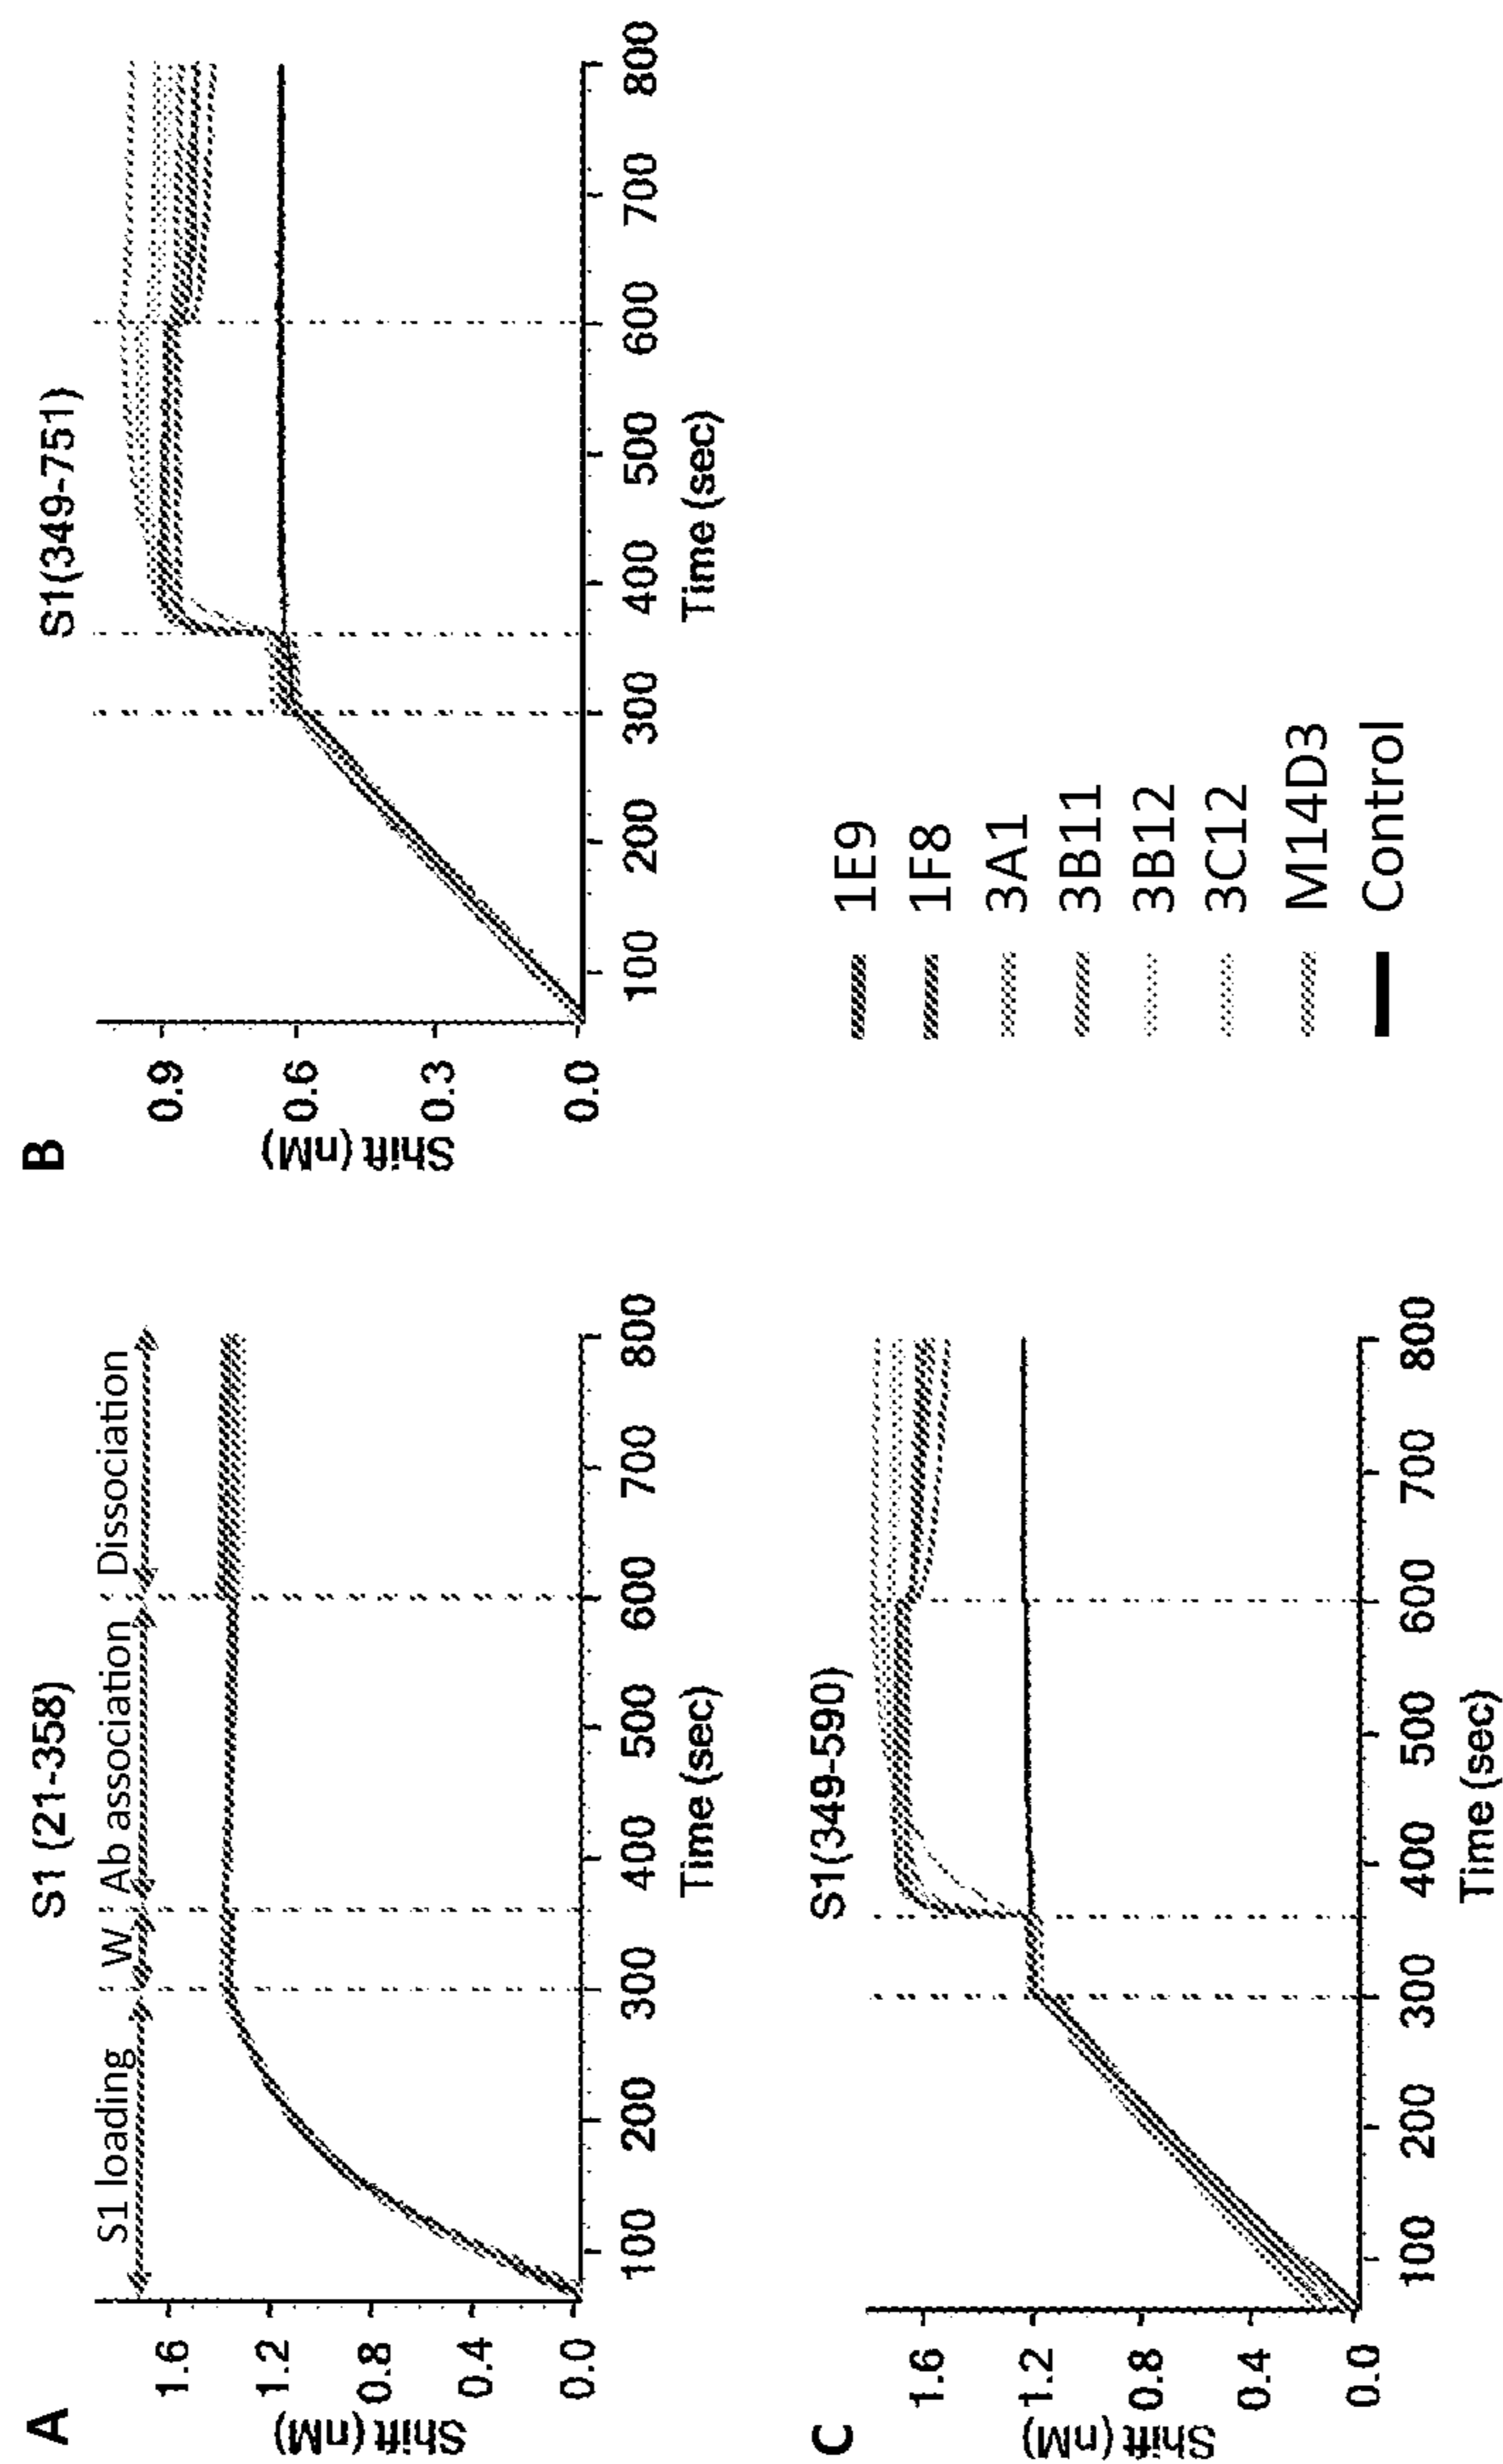 A
S1 (21-358)
S1 loading W Ab association Dissociation
Shift (nM)
1.6
1.2
0.8
0.4
0.0
100 200 300 400 500 600 700 800
Time (sec)
B
S1(349-751)
Shift (nM)
0.9
0.6
0.3
0.0
100 200 300 400 500 600 700 800
Time (sec)
C
S1(349-590)
Shift (nM)
1.6
1.2
0.8
0.4
0.0
100 200 300 400 500 600 700 800
Time (sec)
1E9
1F8
3A1
3B11
3B12
3C12
M14D3
Control